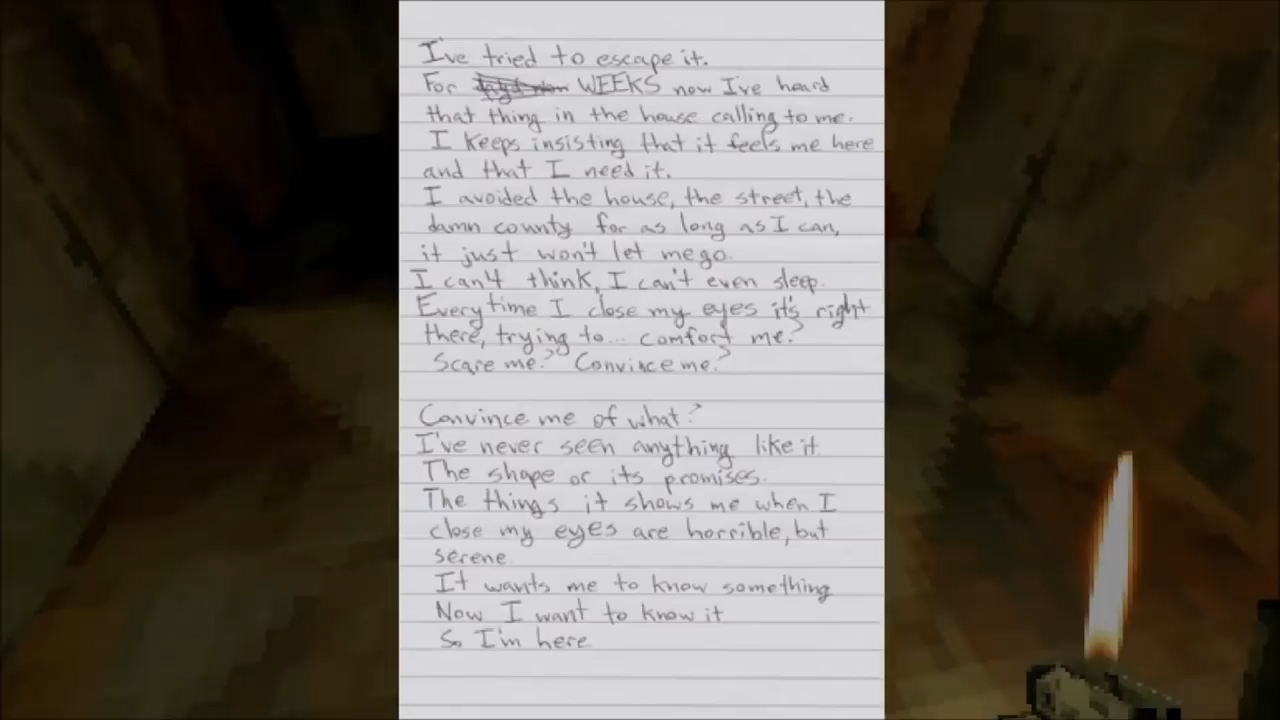 I've tried to escape it.
For WEEKS now I've heard
that thing in the house calling to me.
I keeps insisting that it feels me here
and that I need it.
I avoided the house, the street, the
damn county for as long as I can,
it just won't let me go.
I can't think, I can't even sleep.
Everytime I close my eyes it's right
there, trying to... comfort me?
Scare me? Convince me?
Convince me of what?
I've never seen anything like it
The shape or its promises.
The things it shows me when I
close my eyes are horrible, but
serene.
It wants me to know something
Now I want to know it
So I'm here